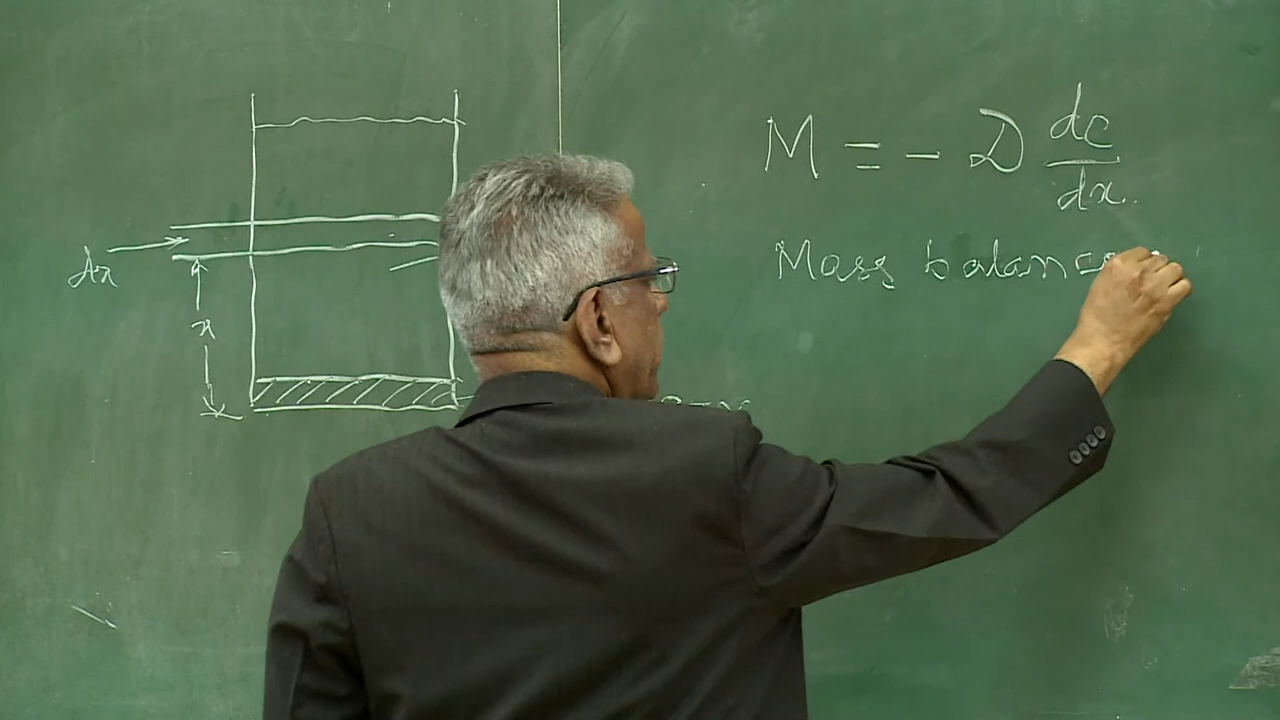 M = - D dc/dx.
Mass balance
Δx
x